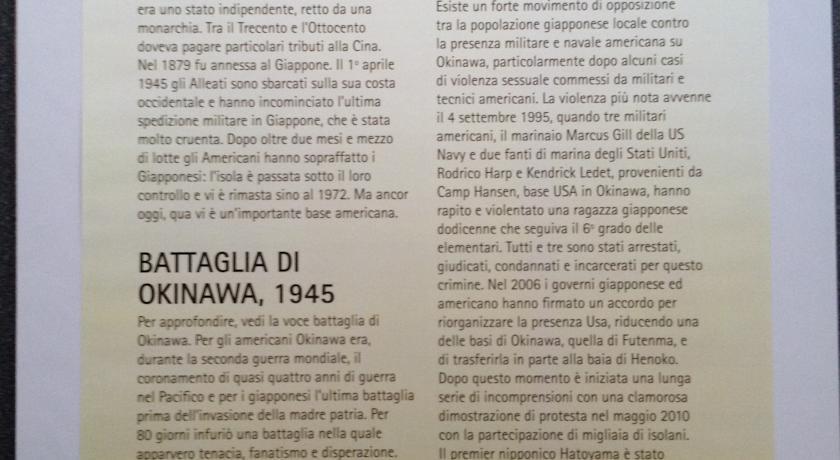 era uno stato indipendente, retto da una
monarchia. Tra il Trecento e l'Ottocento
doveva pagare particolari tributi alla Cina.
Nel 1879 fu annessa al Giappone. Il 1° aprile
1945 gli Alleati sono sbarcati sulla sua costa
occidentale e hanno incominciato l'ultima
spedizione militare in Giappone, che è stata
molto cruenta. Dopo oltre due mesi e mezzo
di lotte gli Americani hanno sopraffatto i
Giapponesi: l'isola è passata sotto il loro
controllo e vi è rimasta sino al 1972. Ma ancor
oggi, qua vi è un'importante base americana.
BATTAGLIA DI
OKINAWA, 1945
Per approfondire, vedi la voce battaglia di
Okinawa. Per gli americani Okinawa era,
durante la seconda guerra mondiale, il
coronamento di quasi quattro anni di guerra
nel Pacifico e per i giapponesi l'ultima battaglia
prima dell'invasione della madre patria. Per
80 giorni infuriò una battaglia nella quale
apparvero tenacia, fanatismo e disperazione.
Esiste un forte movimento di opposizione
tra la popolazione giapponese locale contro
la presenza militare e navale americana su
Okinawa, particolarmente dopo alcuni casi
di violenza sessuale commessi da militari e
tecnici americani. La violenza più nota avvenne
il 4 settembre 1995, quando tre militari
americani, il marinaio Marcus Gill della US
Navy e due fanti di marina degli Stati Uniti,
Rodrico Harp e Kendrick Ledet, provenienti da
Camp Hansen, base USA in Okinawa, hanno
rapito e violentato una ragazza giapponese
dodicenne che seguiva il 6° grado delle
elementari. Tutti e tre sono stati arrestati,
giudicati, condannati e incarcerati per questo
crimine. Nel 2006 i governi giapponese ed
americano hanno firmato un accordo per
riorganizzare la presenza Usa, riducendo una
delle basi di Okinawa, quella di Futenma, e
di trasferirla in parte alla baia di Henoko.
Dopo questo momento è iniziata una lunga
serie di incomprensioni con una clamorosa
dimostrazione di protesta nel maggio 2010
con la partecipazione di migliaia di isolani.
Il premier nipponico Hatoyama è stato